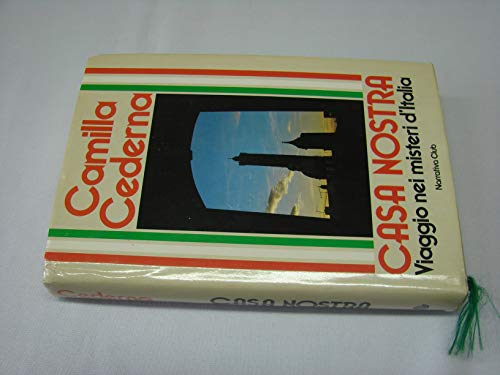 Camilla
Cederna
CASA NOSTRA
Viaggio nei misteri d'Italia
Narrativa Club
Cederna
CASA NOSTRA